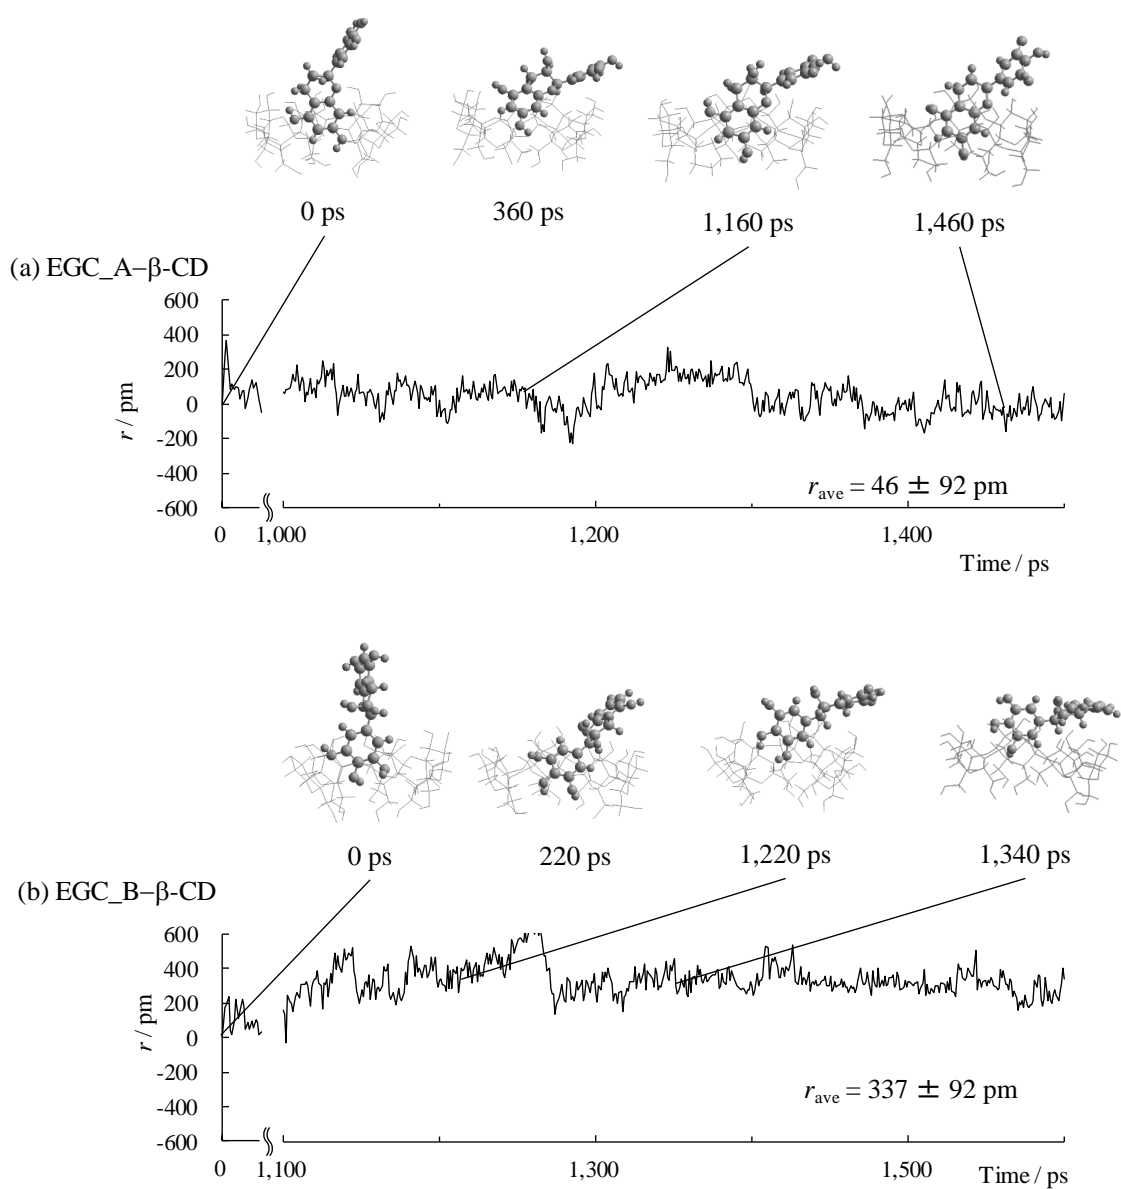 0 ps
360 ps
1,160 ps
1,460 ps
(a) EGC_A−β-CD
600
400
200
0
-200
-400
-600
r / pm
rave = 46 ± 92 pm
0 1,000 1,200 1,400
Time / ps
0 ps
220 ps
1,220 ps
1,340 ps
(b) EGC_B−β-CD
600
400
200
0
-200
-400
-600
r / pm
rave = 337 ± 92 pm
0 1,100 1,300 1,500
Time / ps